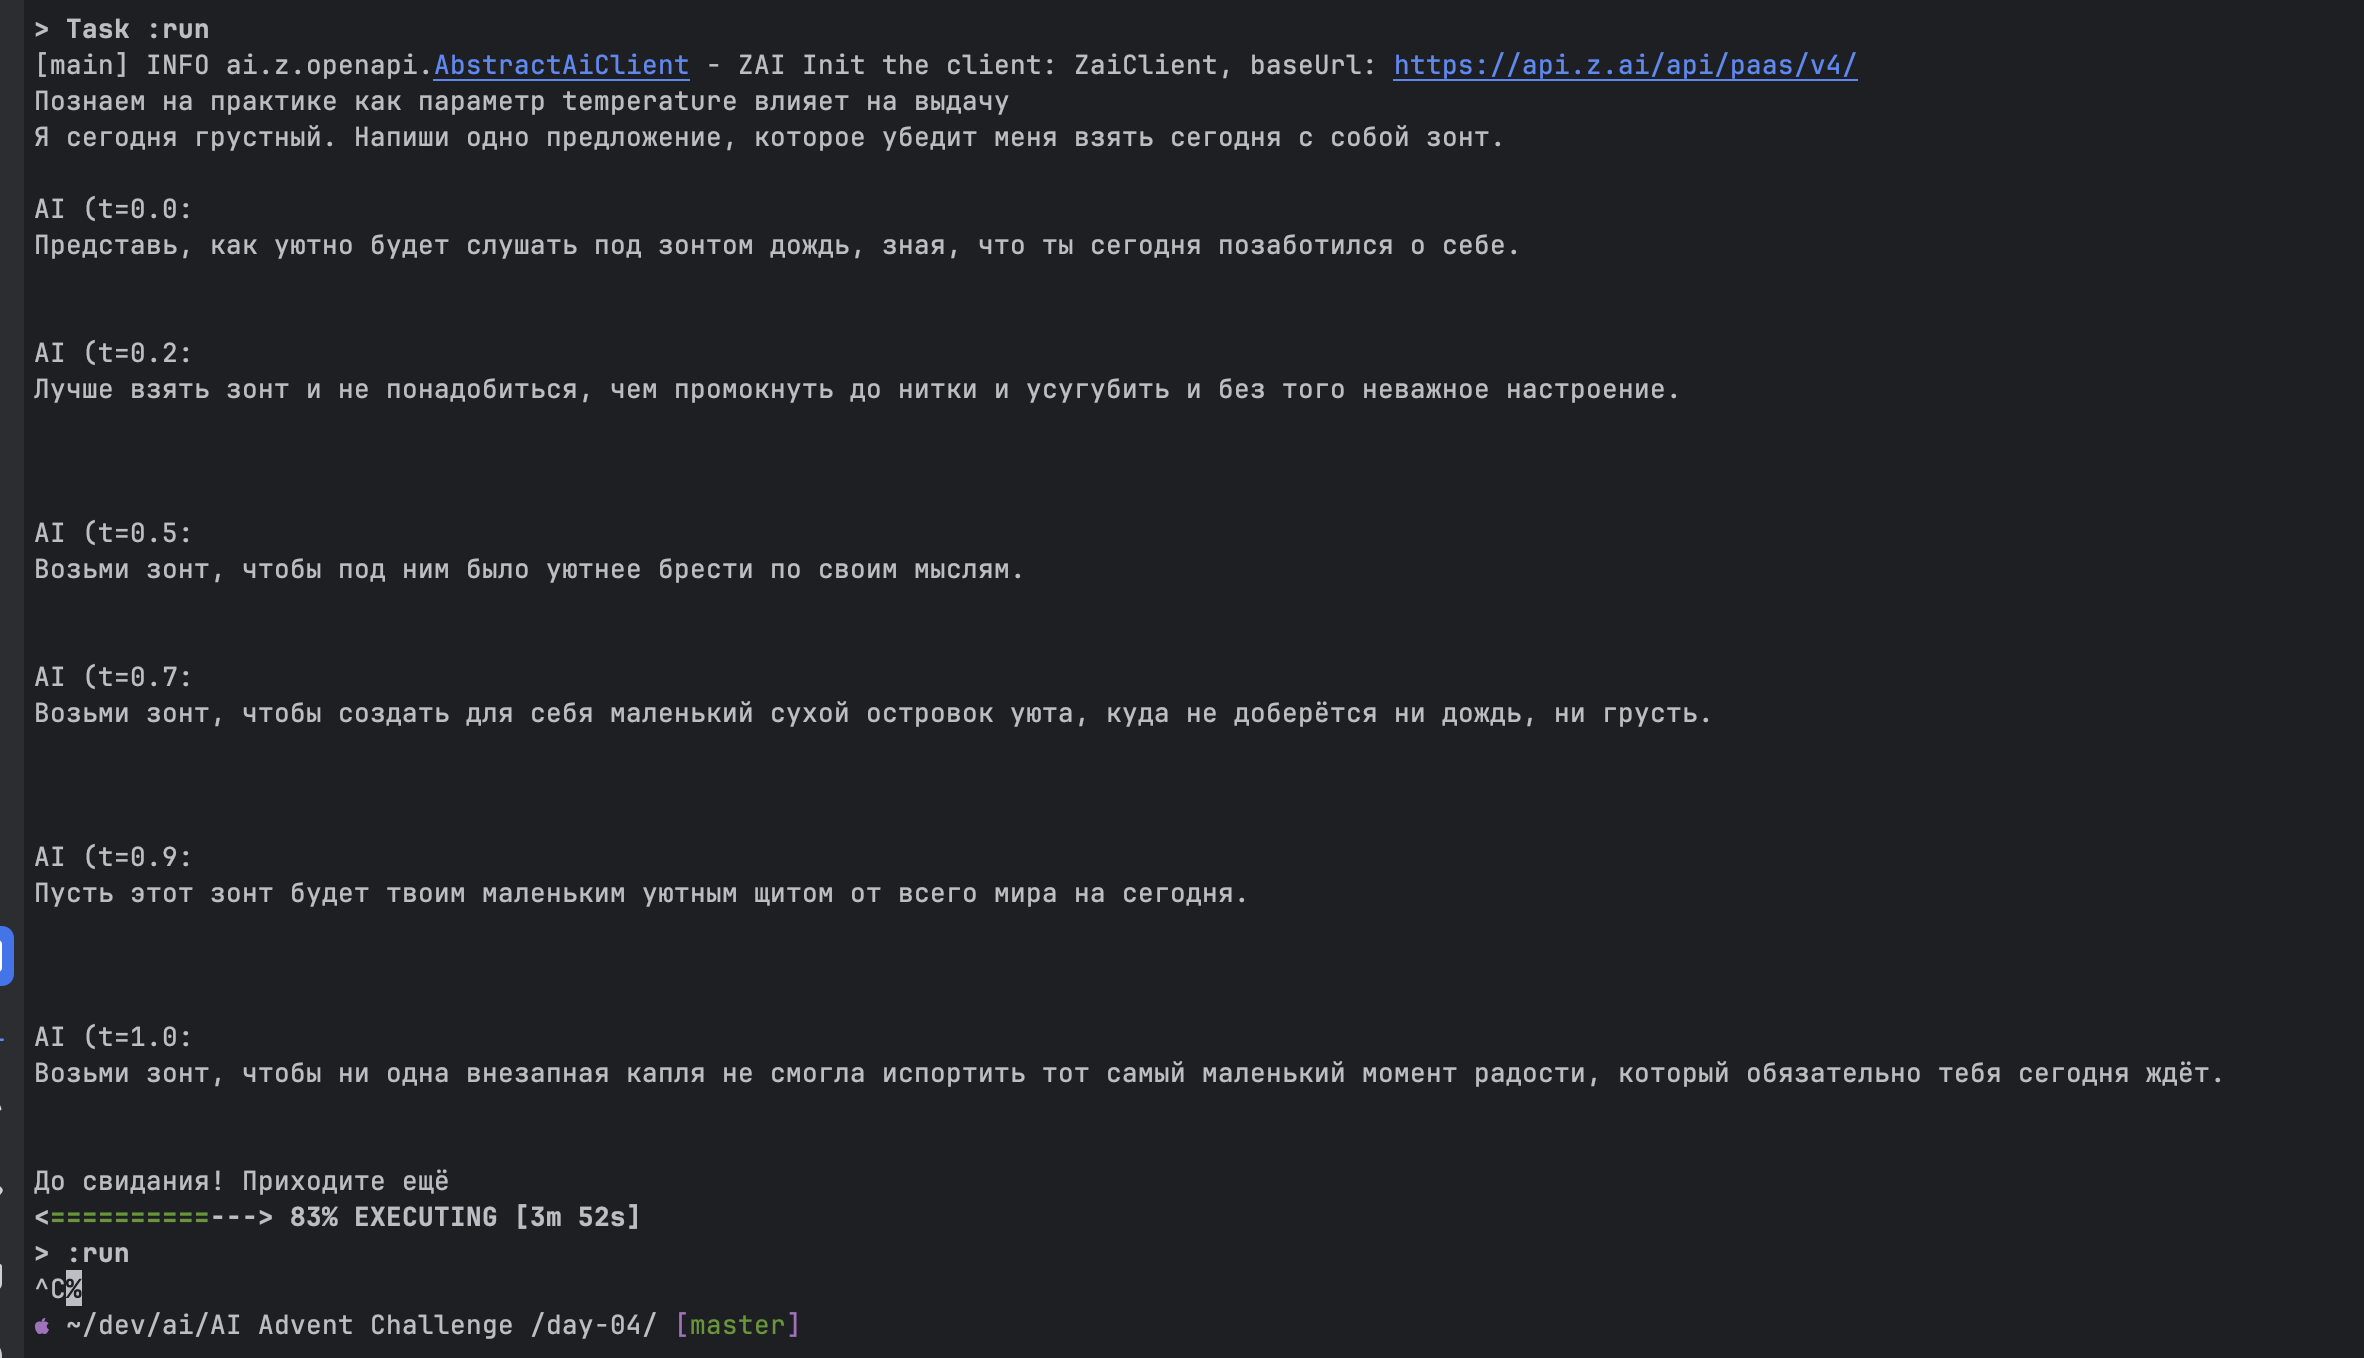 > Task :run
[main] INFO ai.z.openapi.AbstractAiClient - ZAI Init the client: ZaiClient, baseUrl: https://api.z.ai/api/paas/v4/
Познаем на практике как параметр temperature влияет на выдачу
Я сегодня грустный. Напиши одно предложение, которое убедит меня взять сегодня с собой зонт.
AI (t=0.0:
Представь, как уютно будет слушать под зонтом дождь, зная, что ты сегодня позаботился о себе.
AI (t=0.2:
Лучше взять зонт и не понадобиться, чем промокнуть до нитки и усугубить и без того неважное настроение.
AI (t=0.5:
Возьми зонт, чтобы под ним было уютнее брести по своим мыслям.
AI (t=0.7:
Возьми зонт, чтобы создать для себя маленький сухой островок уюта, куда не доберётся ни дождь, ни грусть.
AI (t=0.9:
Пусть этот зонт будет твоим маленьким уютным щитом от всего мира на сегодня.
AI (t=1.0:
Возьми зонт, чтобы ни одна внезапная капля не смогла испортить тот самый маленький момент радости, который обязательно тебя сегодня ждёт.
До свидания! Приходите ещё
<==========---> 83% EXECUTING [3m 52s]
> :run
^C%
~/dev/ai/AI Advent Challenge /day-04/ [master]